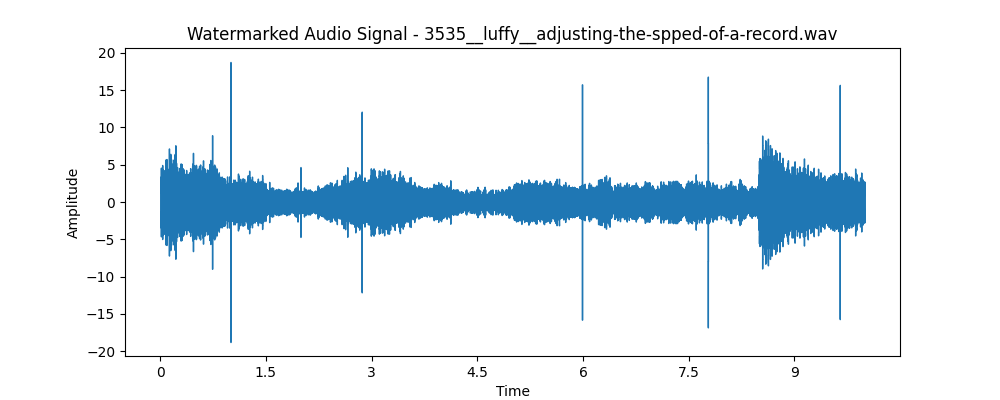 Watermarked Audio Signal - 3535__luffy__adjusting-the-spped-of-a-record.wav
20
15
10
5
0
−5
−10
−15
−20
Amplitude
0 1.5 3 4.5 6 7.5 9
Time